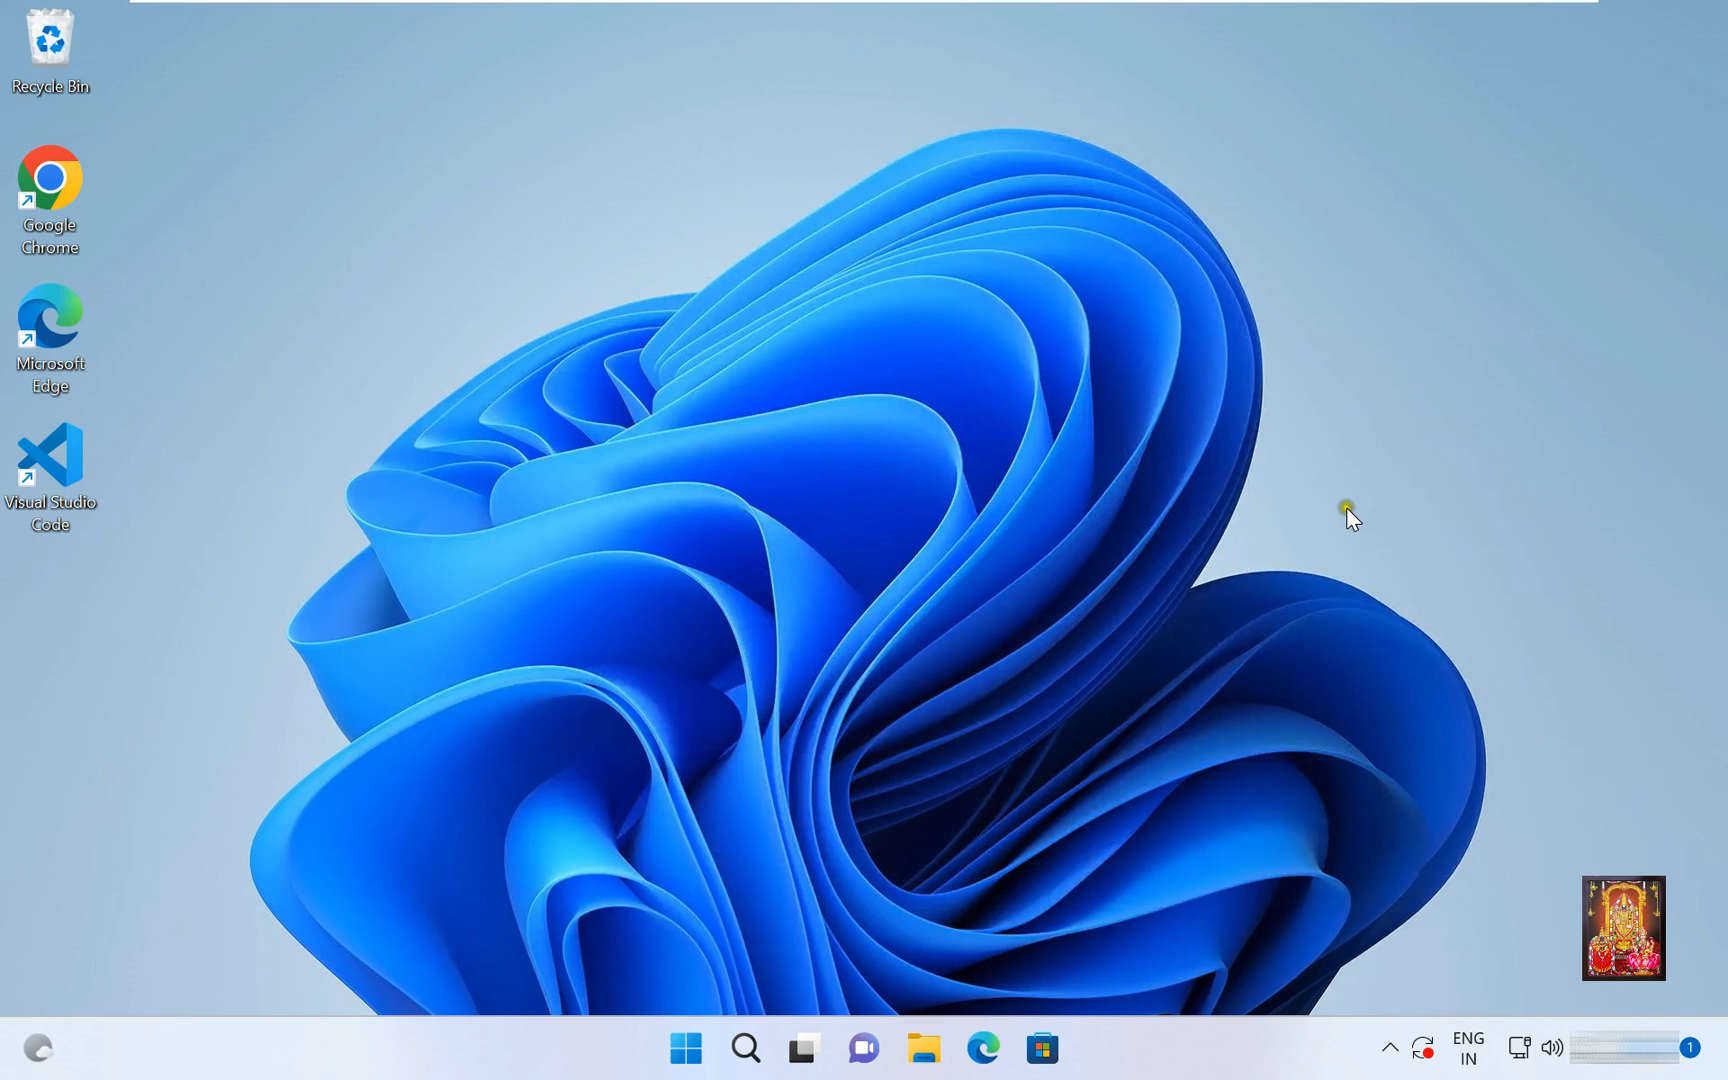 Recycle Bin
Google
Chrome
Microsoft
Edge
Visual Studio
Code
ENG
IN
1